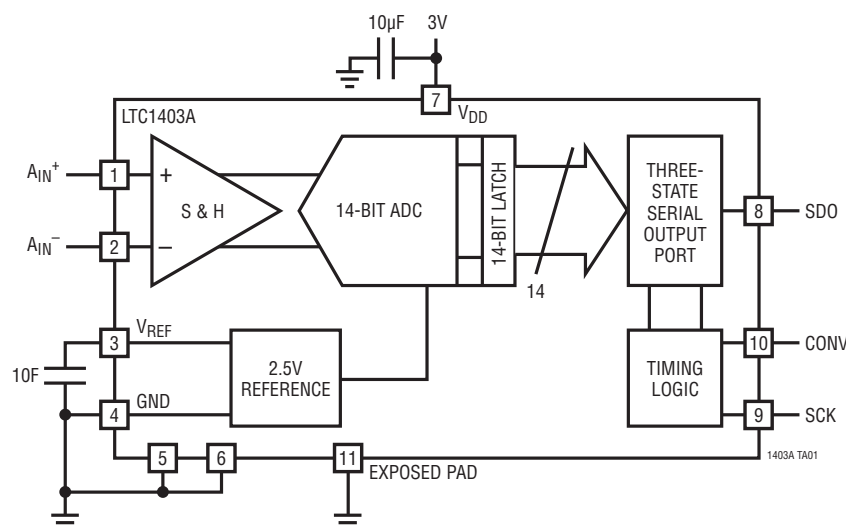 10µF 3V
7
LTC1403A
VDD
AIN+ 1 +
S & H
14-BIT ADC
14-BIT LATCH
14
THREE-
STATE
SERIAL
OUTPUT
PORT
8 SDO
AIN– 2 –
3 VREF
10F
4 GND
2.5V
REFERENCE
TIMING
LOGIC
10 CONV
9 SCK
5 6 11 EXPOSED PAD
1403A TA01